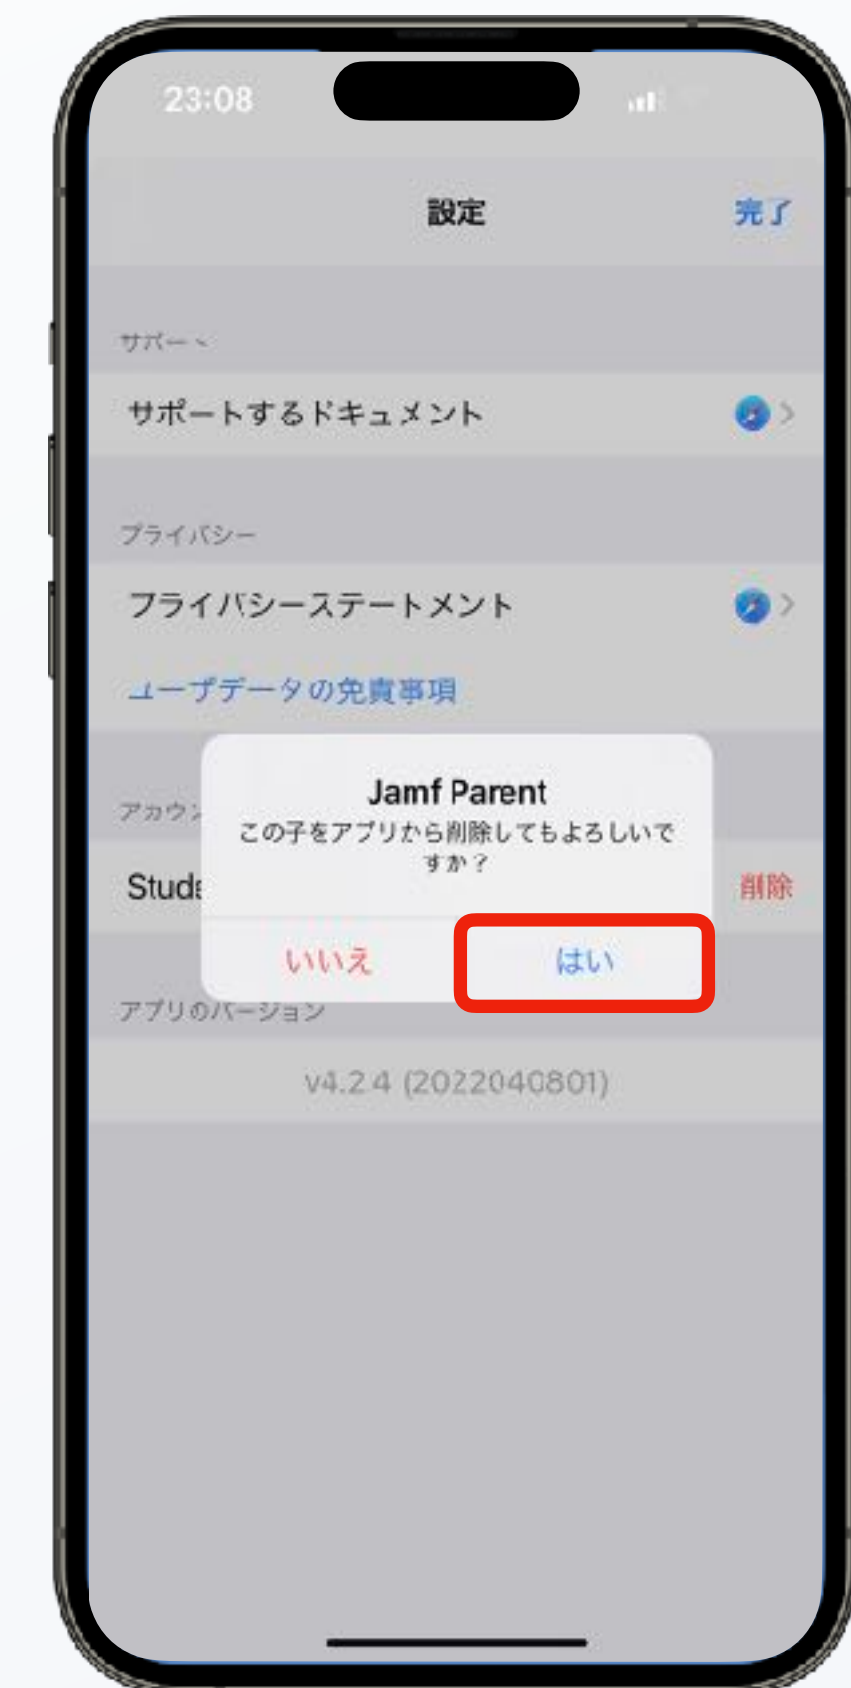 23:08
設定
完了
サポート
サポートするドキュメント
プライバシー
プライバシーステートメント
ユーザデータの免責事項
Jamf Parent
この子をアプリから削除してもよろしいで
すか？
アカウン
Stude
削除
いいえ
はい
アプリのバージョン
v4.2.4 (2022040801)